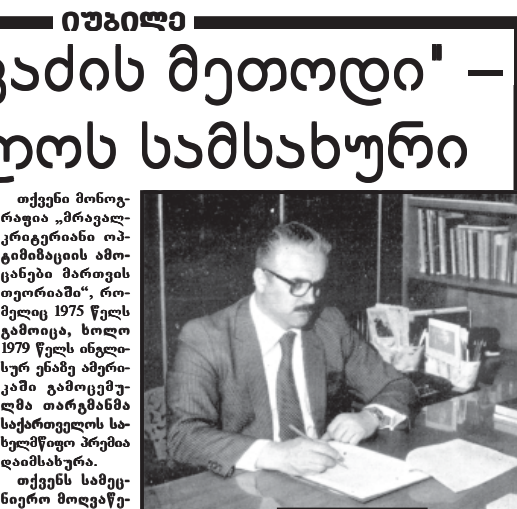 იუბილე
ვაძის მეთოდი" –
ლოს სამსახური
თქვენი მონოგ-
რაფია „მრავალ-
კრიტერიანი ოპ-
ტიმიზაციის ამო-
ცანები მართვის
თეორიაში“, რო-
მელიც 1975 წელს
გამოიცა, ხოლო
1979 წელს ინგლი-
სურ ენაზე ამერი-
კაში გამოცემუ-
ლმა თარგმანმა
საქართველოს სა-
ხელმწიფო პრემია
დაიმსახურა.
თქვენს სამეც-
ნიერო მოღვაწე-